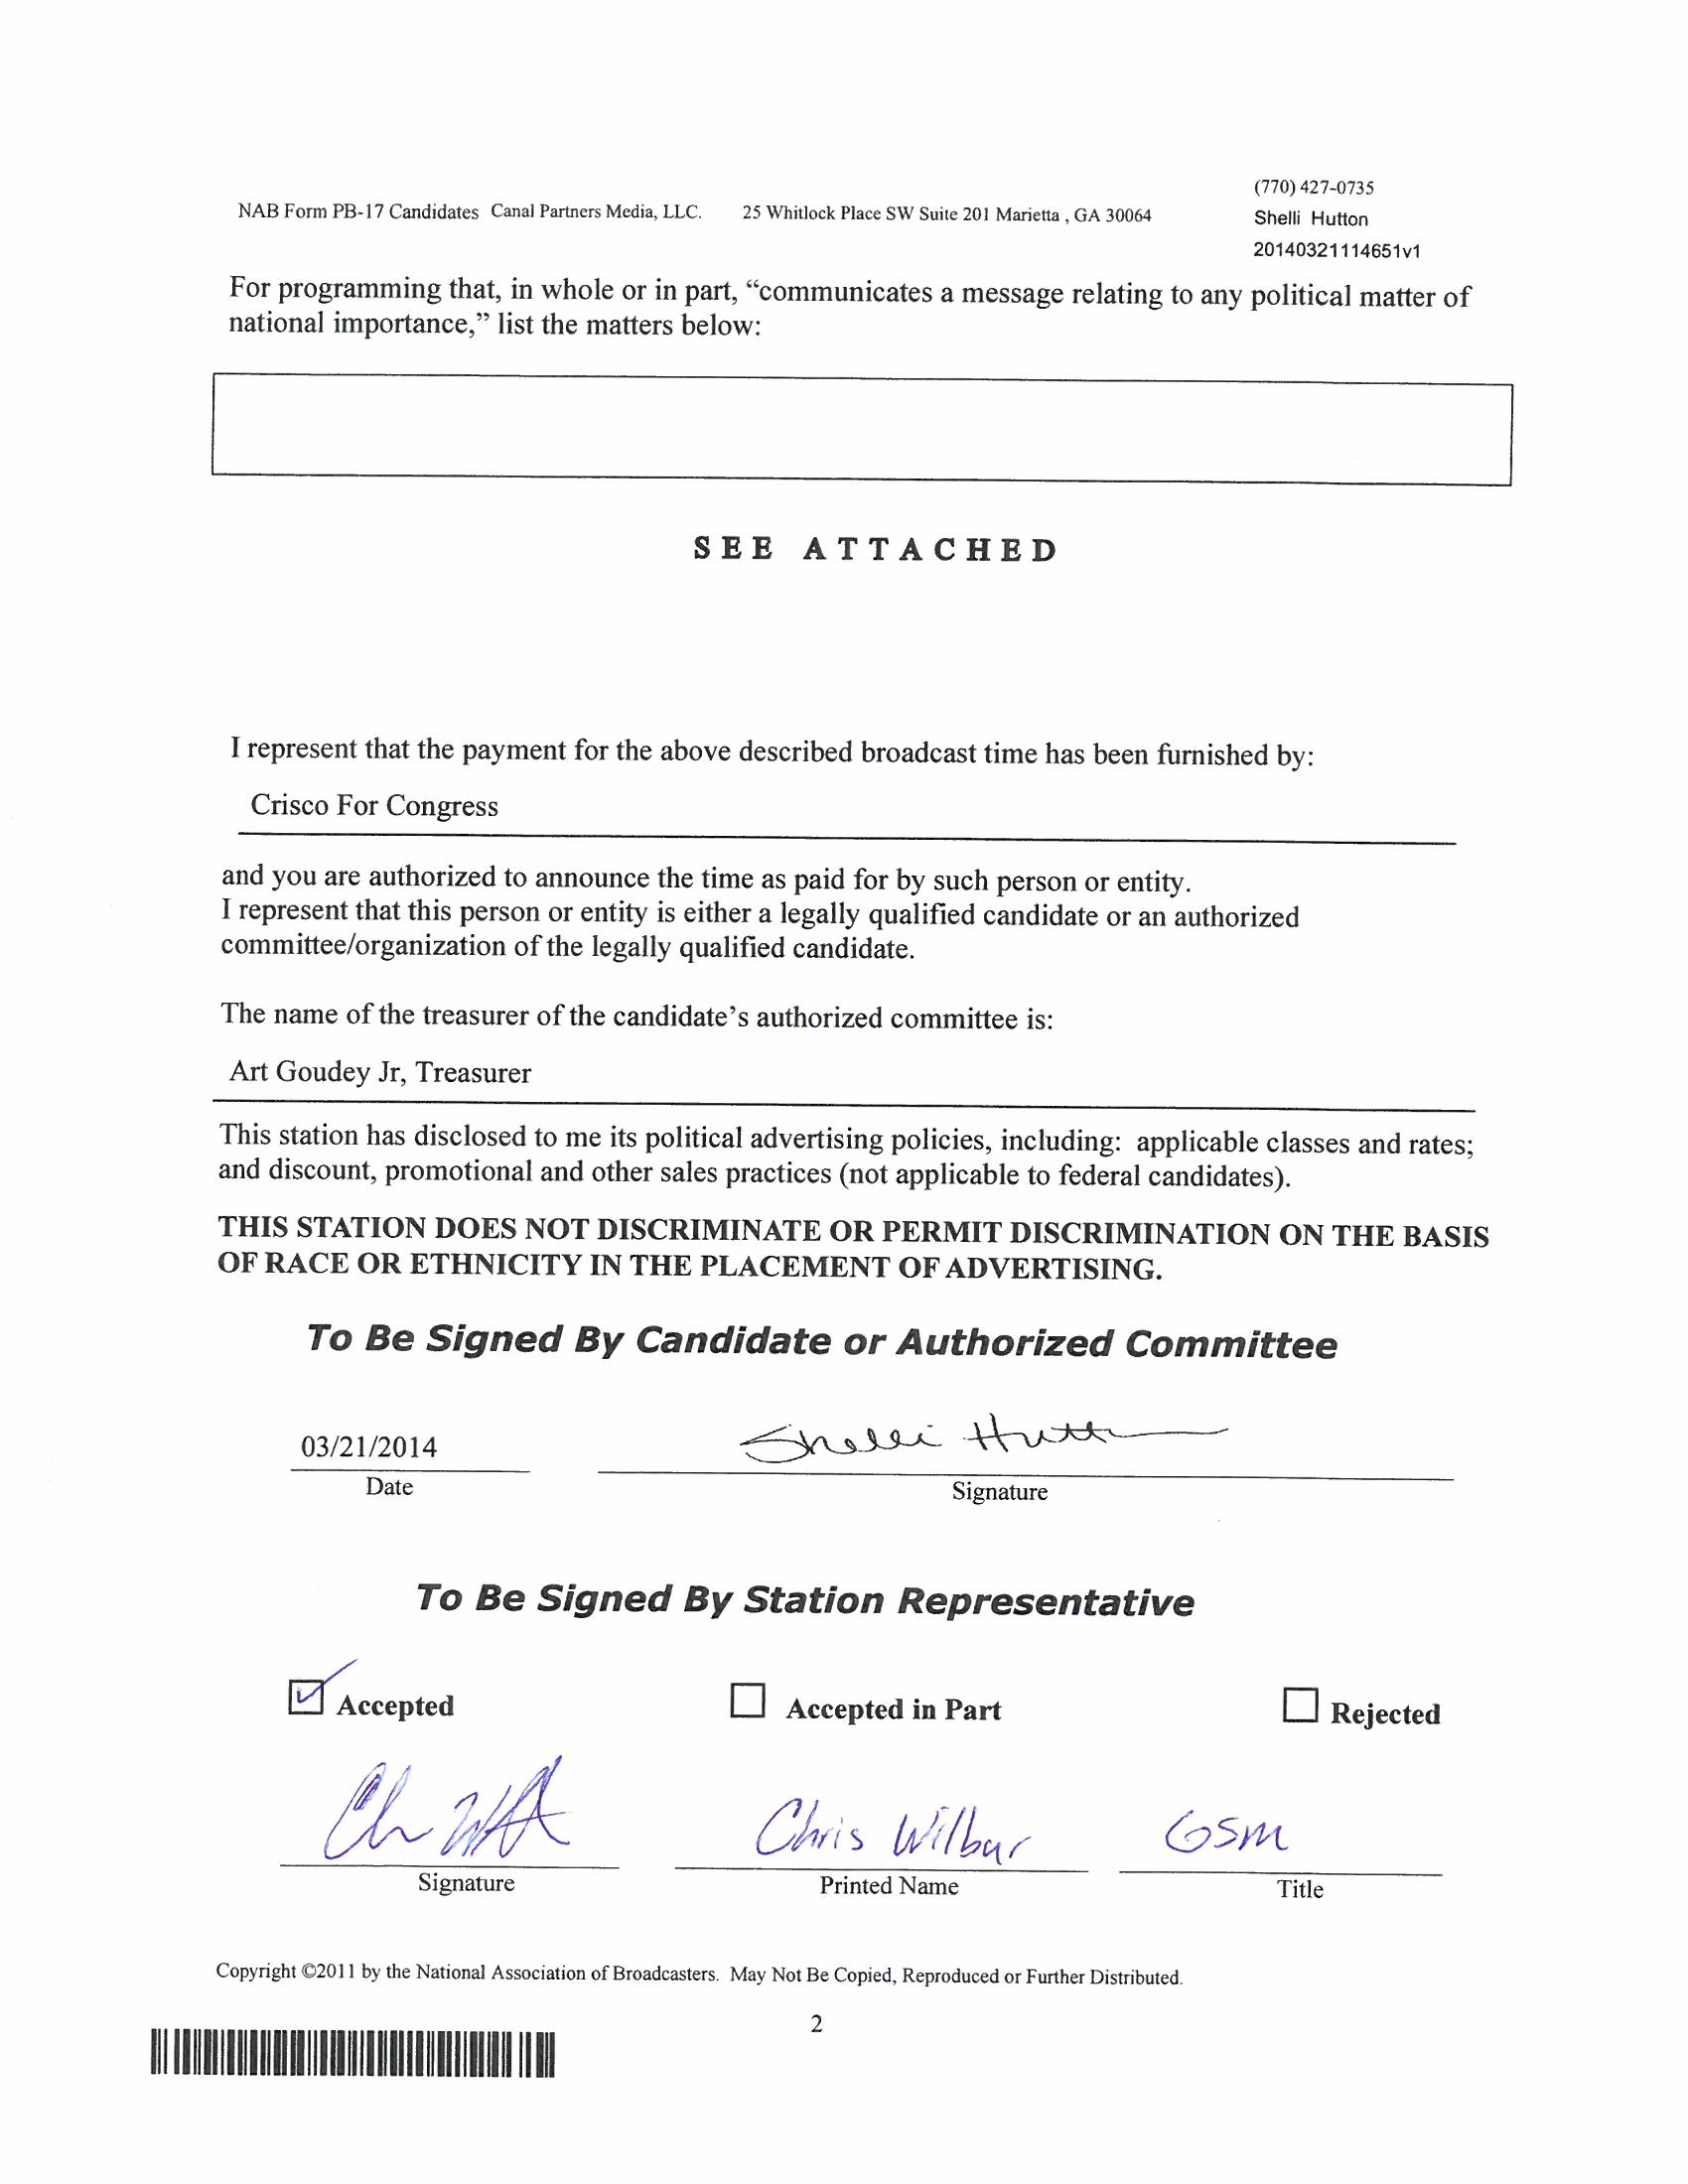 (770) 427-0735
NAB Form PB-17 Candidates Canal Partners Media, LLC. 25 Whitlock Place SW Suite 201 Marietta , GA 30064 Shelli Hutton
20140321114651v1
For programming that, in whole or in part, “communicates a message relating to any political matter of
national importance,” list the matters below:
SEE ATTACHED
I represent that the payment for the above described broadcast time has been furnished by:
Crisco For Congress
and you are authorized to announce the time as paid for by such person or entity.
I represent that this person or entity is either a legally qualified candidate or an authorized
committee/organization of the legally qualified candidate.
The name of the treasurer of the candidate’s authorized committee is:
Art Goudey Jr, Treasurer
This station has disclosed to me its political advertising policies, including: applicable classes and rates;
and discount, promotional and other sales practices (not applicable to federal candidates).
THIS STATION DOES NOT DISCRIMINATE OR PERMIT DISCRIMINATION ON THE BASIS
OF RACE OR ETHNICITY IN THE PLACEMENT OF ADVERTISING.
To Be Signed By Candidate or Authorized Committee
03/21/2014 Shelli Hutton
Date Signature
To Be Signed By Station Representative
Accepted Accepted in Part Rejected
Chris Wilbur GSM
Signature Printed Name Title
Copyright ©2011 by the National Association of Broadcasters. May Not Be Copied, Reproduced or Further Distributed.
2